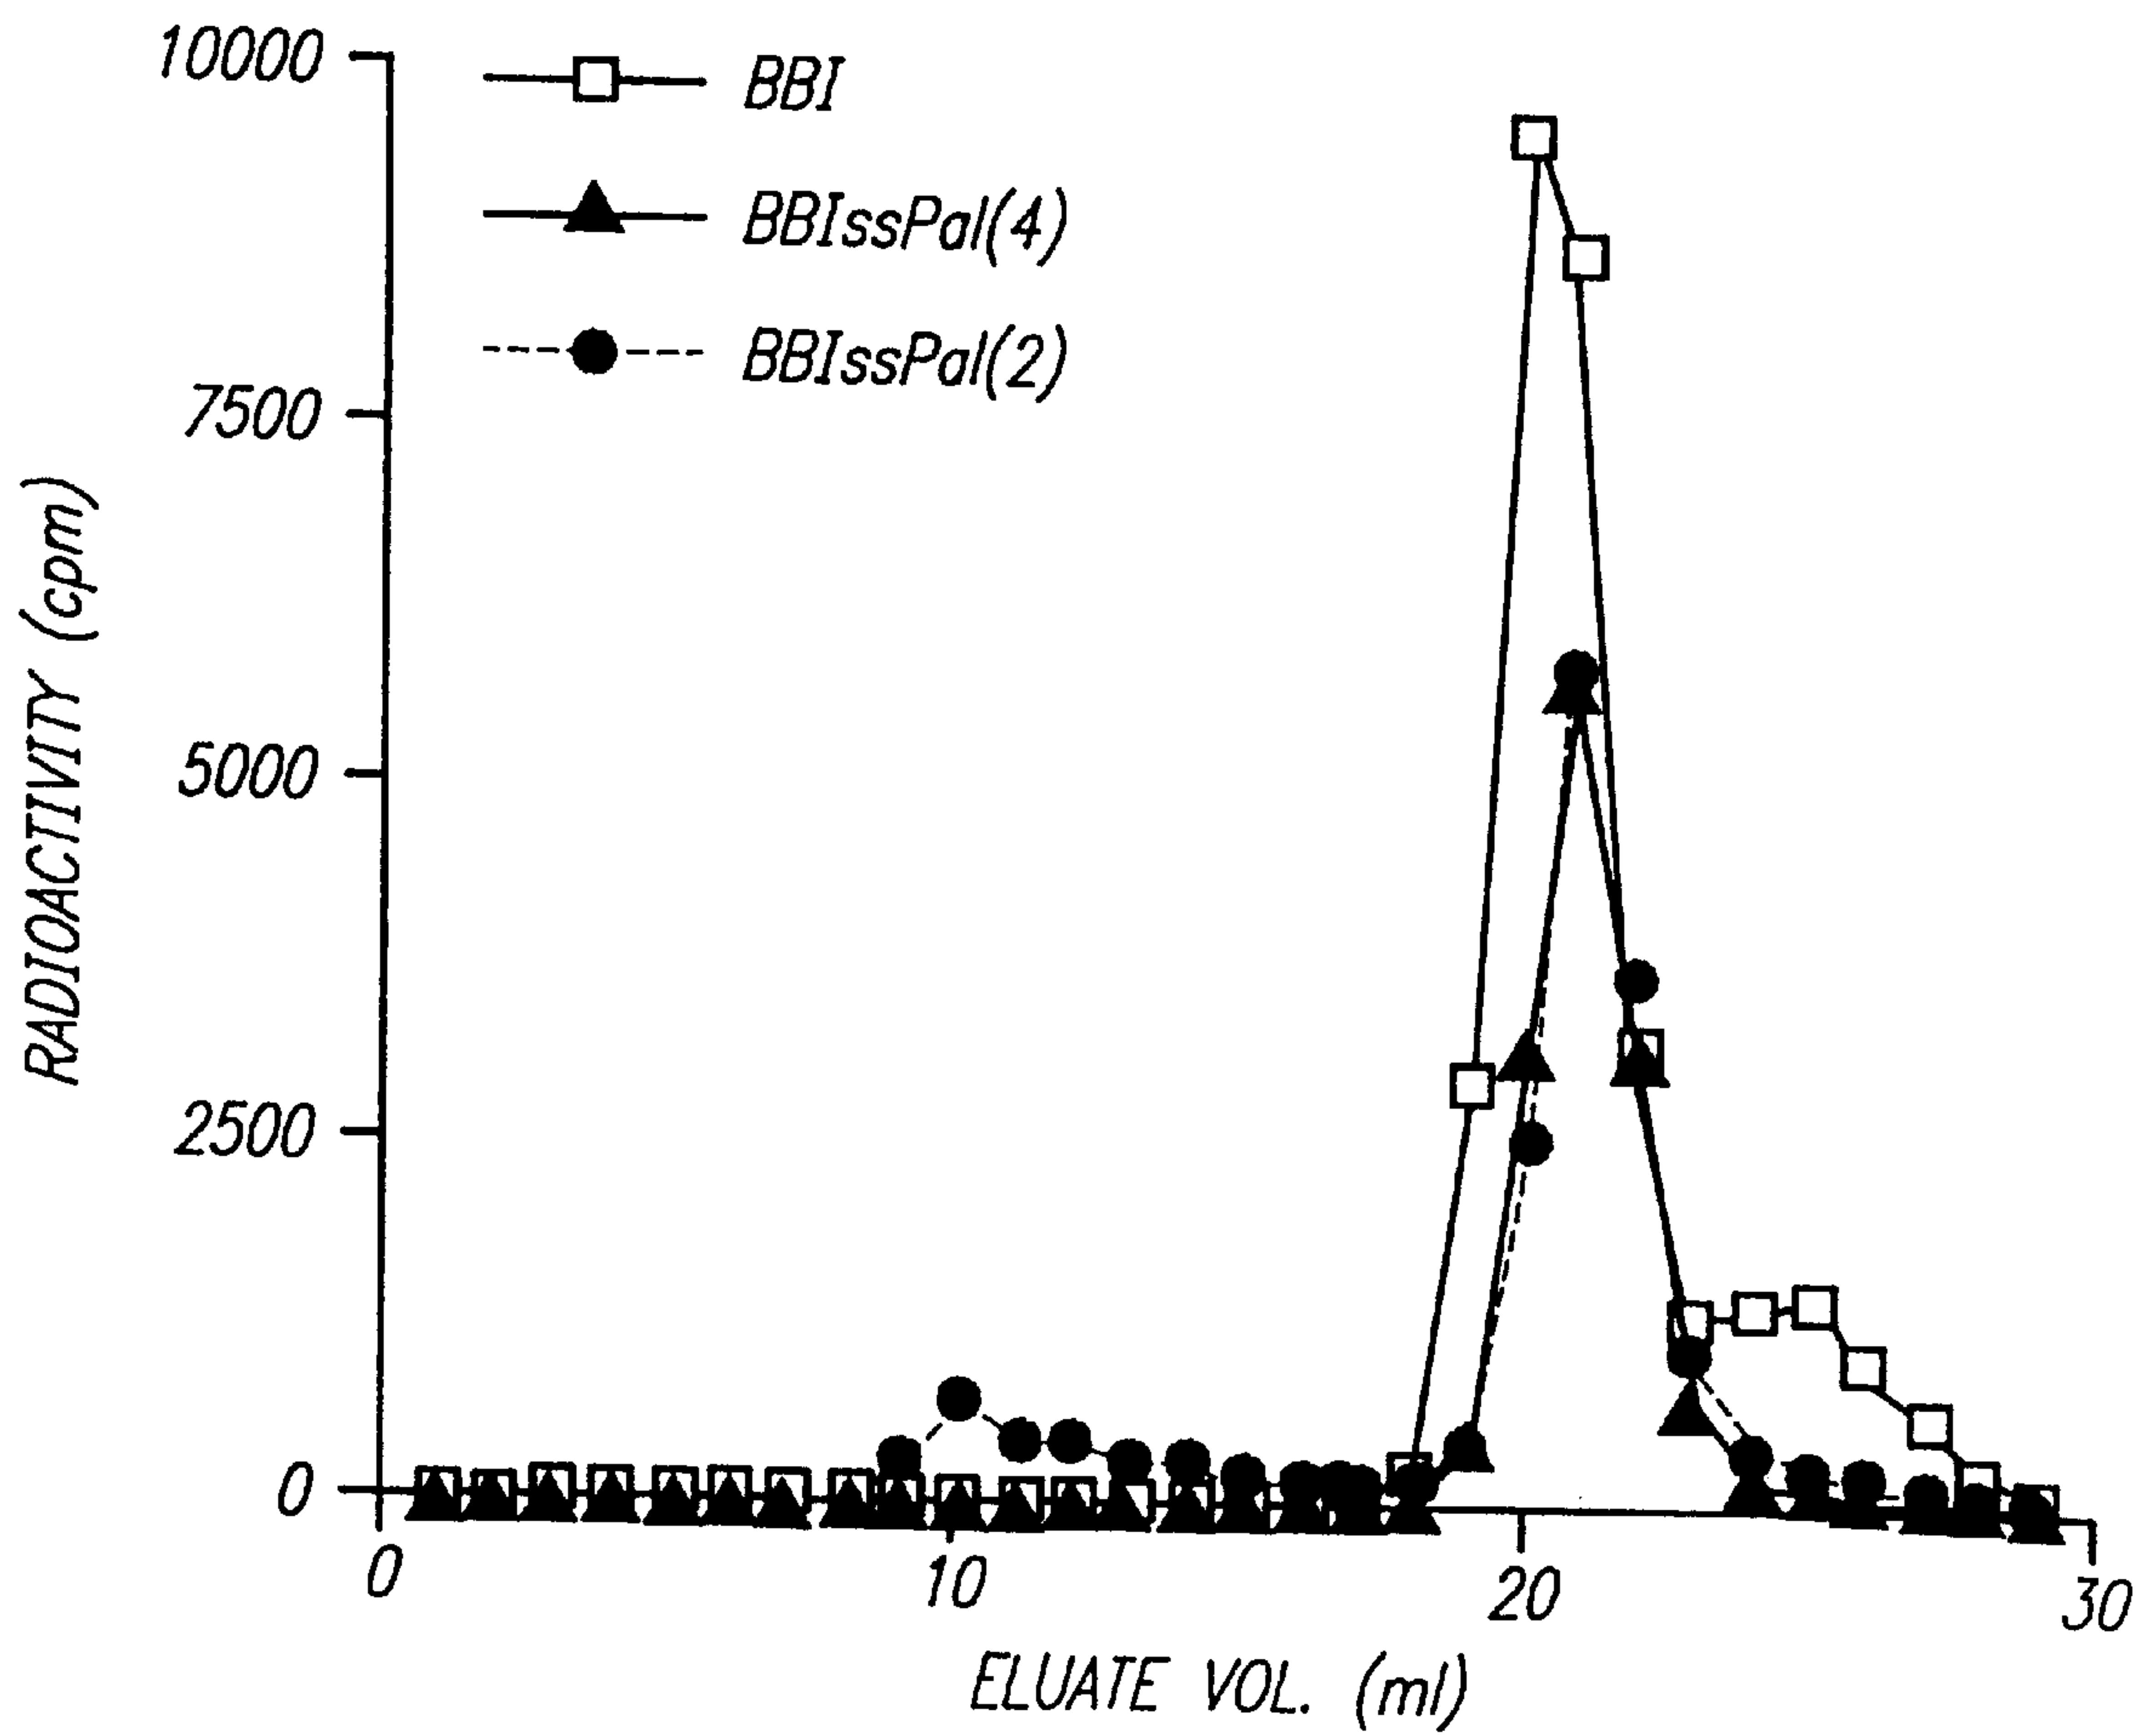 10000
7500
5000
2500
0
RADIOACTIVITY (cpm)
BBI
BBIssPal(4)
BBIssPal(2)
0
10
20
30
ELUATE VOL. (ml)